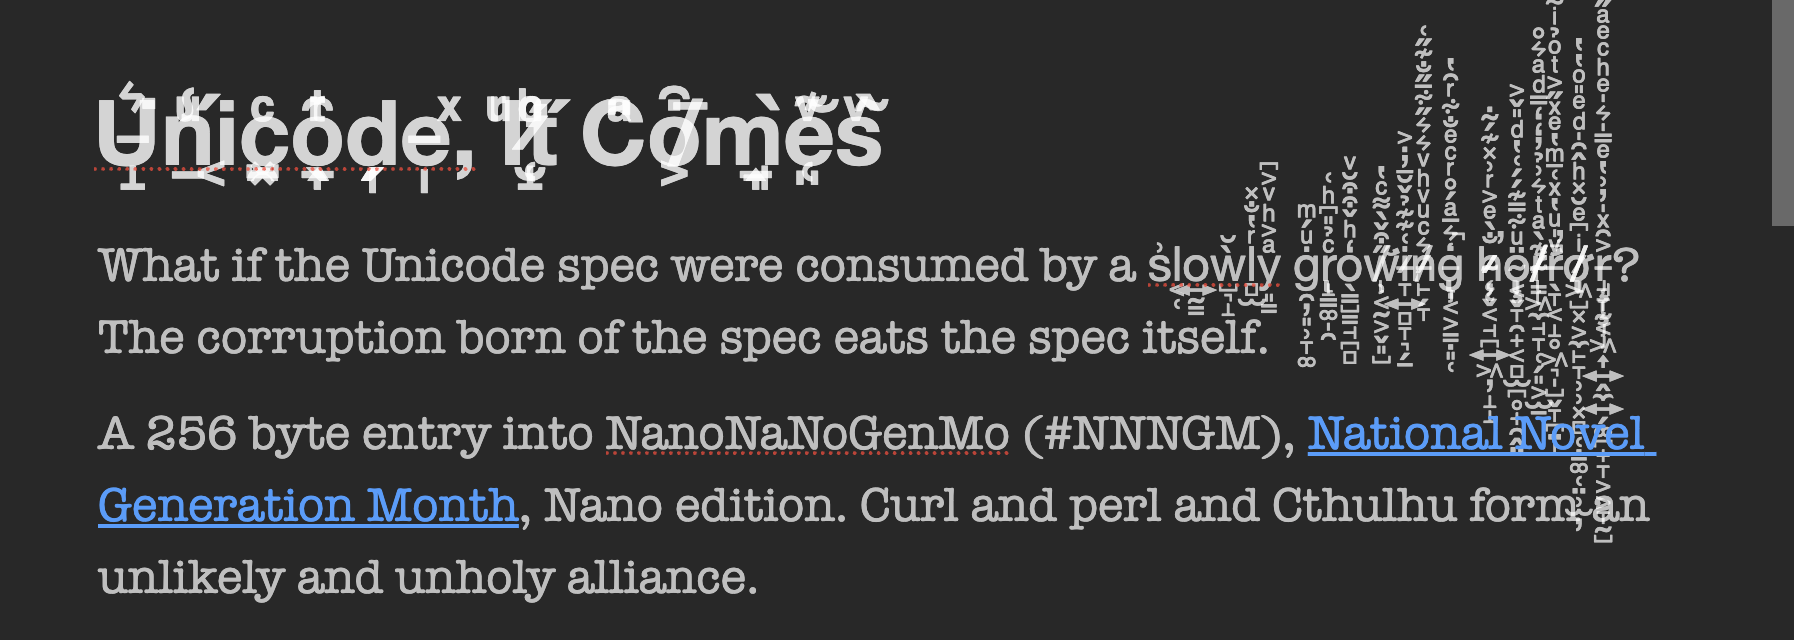 Unicode, It Comes
What if the Unicode spec were consumed by a slowly growing horror?
The corruption born of the spec eats the spec itself.
A 256 byte entry into NanoNaNoGenMo (#NNNGM), National Novel
Generation Month, Nano edition. Curl and perl and Cthulhu form an
unlikely and unholy alliance.